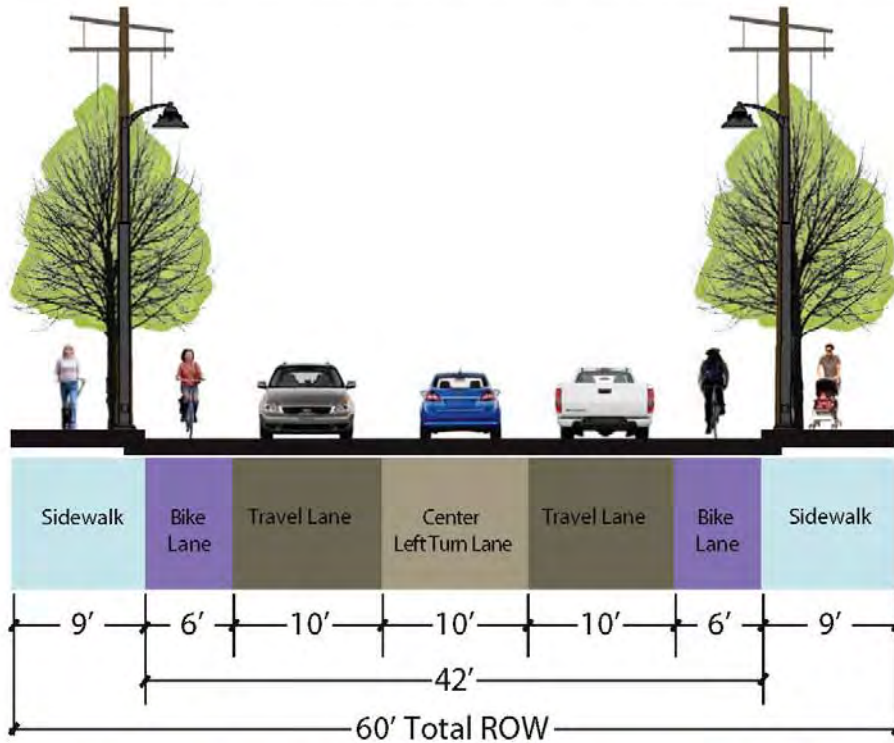 Sidewalk
Bike
Lane
Travel Lane
Center
Left Turn Lane
Travel Lane
Bike
Lane
Sidewalk
9’ 6’ 10’ 10’ 10’ 6’ 9’
42’
60’ Total ROW